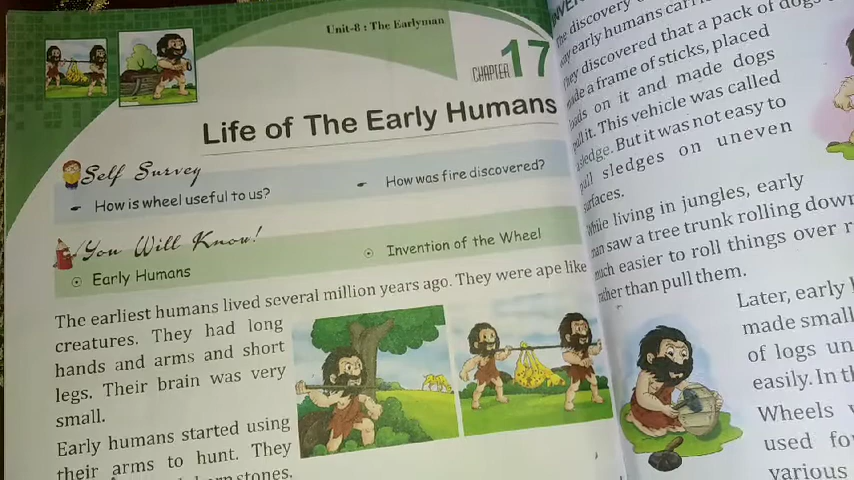 Unit-8 : The Earlyman
CHAPTER 17
Life of The Early Humans
Self Survey
How is wheel useful to us?
How was fire discovered?
You Will Know!
Early Humans
Invention of the Wheel
The earliest humans lived several million years ago. They were ape like
creatures. They had long
hands and arms and short
legs. Their brain was very
small.
Early humans started using
their arms to hunt. They
stones.
The discovery
early humans
They discovered that a pack of dogs
made a frame of sticks, placed
loads on it and made dogs
pull it. This vehicle was called
sledge. But it was not easy to
pull sledges on uneven
surfaces.
While living in jungles, early
man saw a tree trunk rolling down
much easier to roll things over
rather than pull them.
Later, early
made small
of logs
easily. In
Wheels
used
various